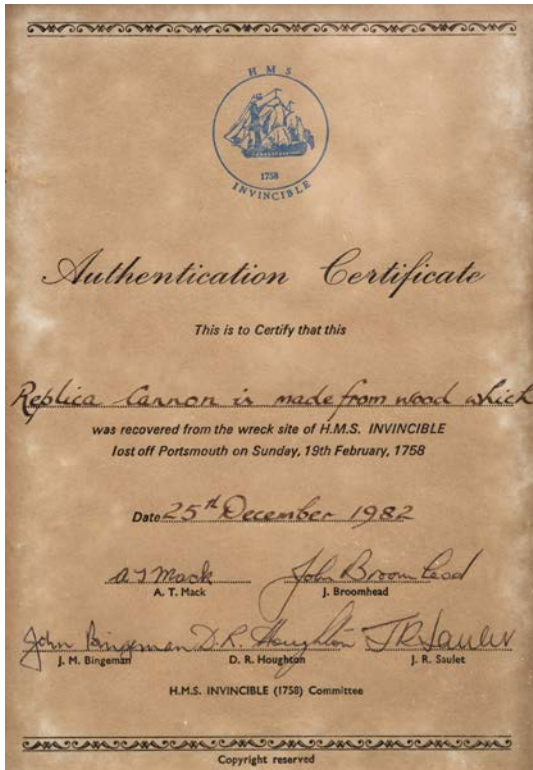 HMS
1758
INVINCIBLE
Authentication Certificate
This is to Certify that this
Replica Cannon is made from wood which
was recovered from the wreck site of H.M.S. INVINCIBLE
lost off Portsmouth on Sunday, 19th February, 1758
Date 25th December 1982
A J Mack John Broomhead
A. T. Mack J. Broomhead
John Bingeman D.R. Houghton J R Saulet
J. M. Bingeman D. R. Houghton J. R. Saulet
H.M.S. INVINCIBLE (1758) Committee
Copyright reserved